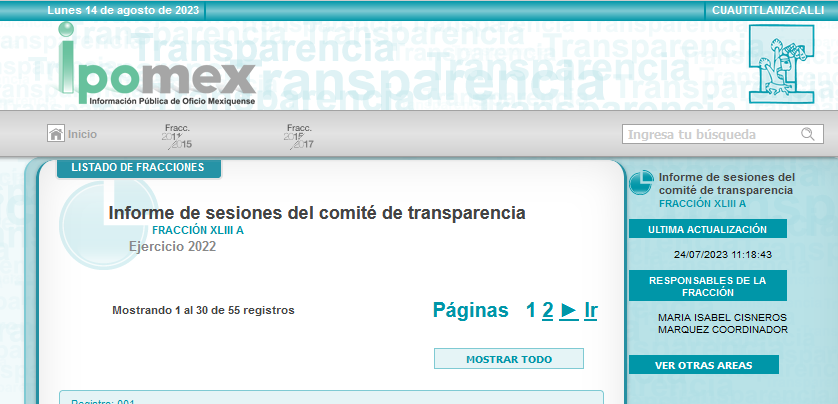 Lunes 14 de agosto de 2023
CUAUTITLANIZCALLI
Transparencia
ipomex
Información Pública de Oficio Mexiquense
Inicio
Fracc.
2011
2015
Fracc.
2017
Ingresa tu búsqueda
LISTADO DE FRACCIONES
Informe de sesiones del comité de transparencia
FRACCIÓN XLIII A
Ejercicio 2022
Mostrando 1 al 30 de 55 registros
Páginas 1 2 ► Ir
MOSTRAR TODO
Registro: 001
Informe de sesiones del
comité de transparencia
FRACCIÓN XLIII A
ULTIMA ACTUALIZACIÓN
24/07/2023 11:18:43
RESPONSABLES DE LA
FRACCIÓN
MARIA ISABEL CISNEROS
MARQUEZ COORDINADOR
VER OTRAS AREAS